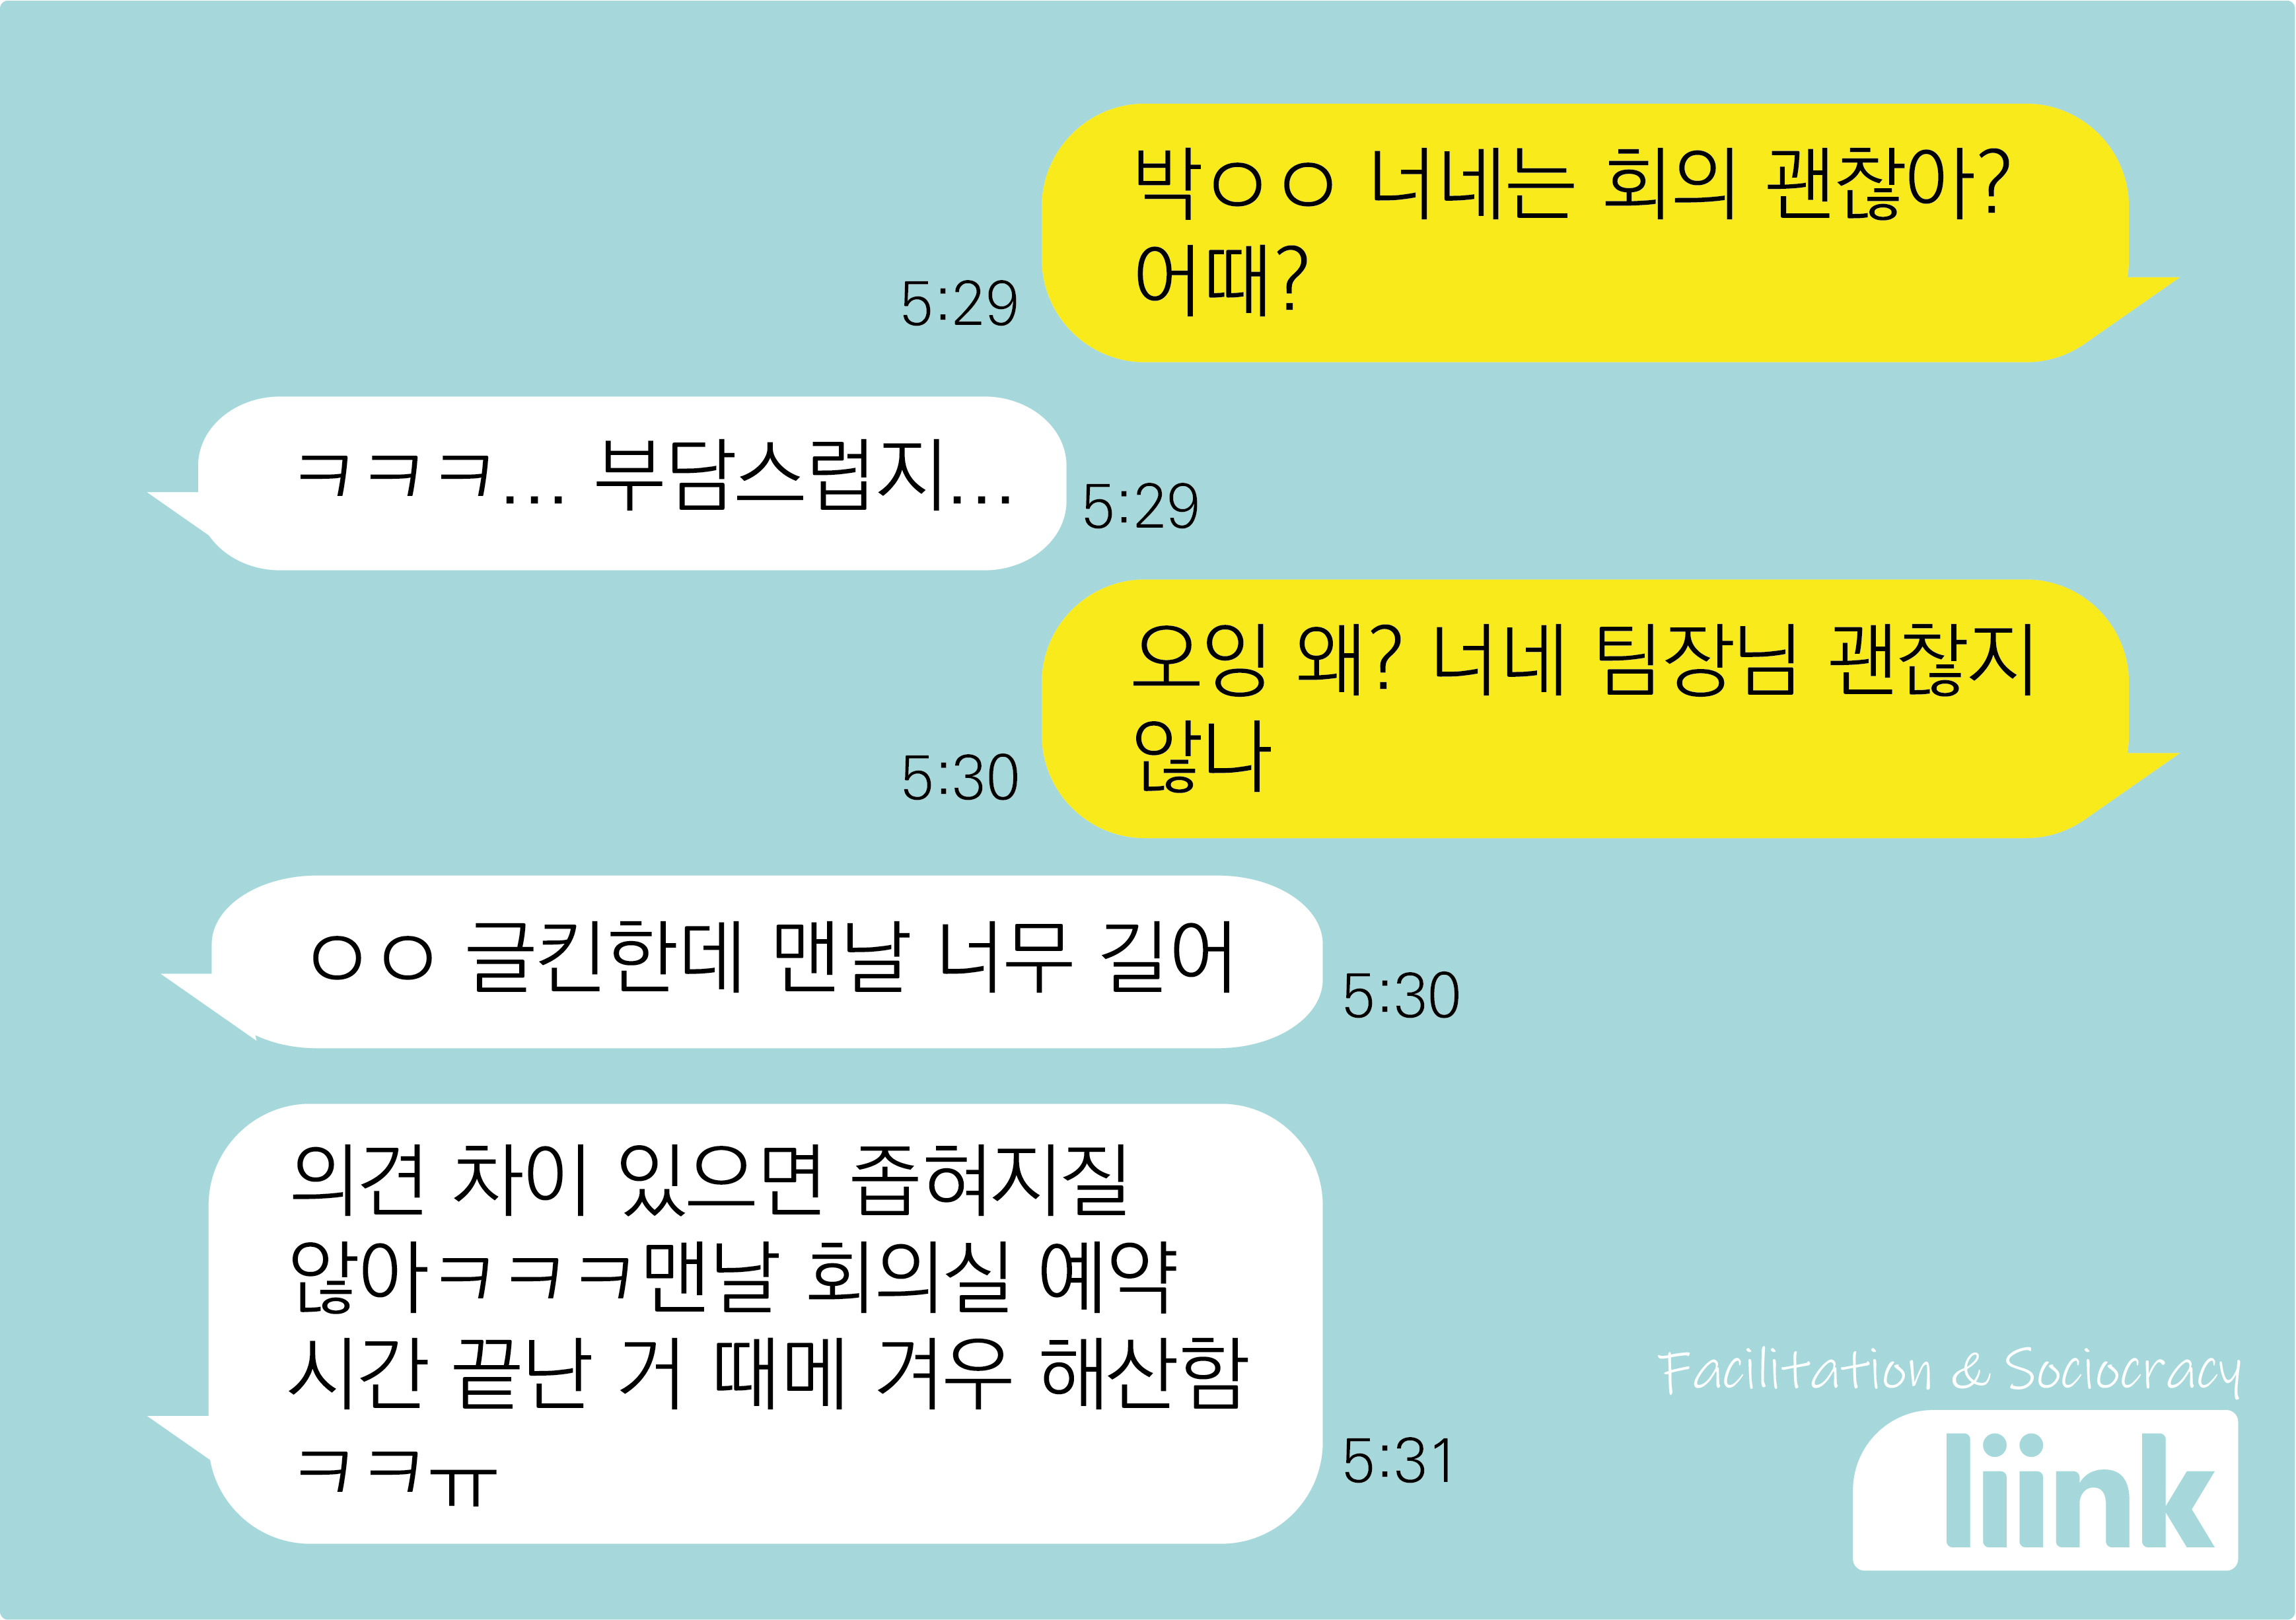 박ㅇㅇ 너네는 회의 괜찮아?
어때?
5:29
ㅋㅋㅋ... 부담스럽지...
5:29
오잉 왜? 너네 팀장님 괜찮지
않나
5:30
ㅇㅇ 클킨한데 맨날 너무 길어
5:30
의견 차이 있으면 좁혀지질
않아ㅋㅋㅋ맨날 회의실 예약
시간 끝난 거 때메 겨우 해산함
ㅋㅋㅠ
5:31
Facilitation & Sociocracy
liink